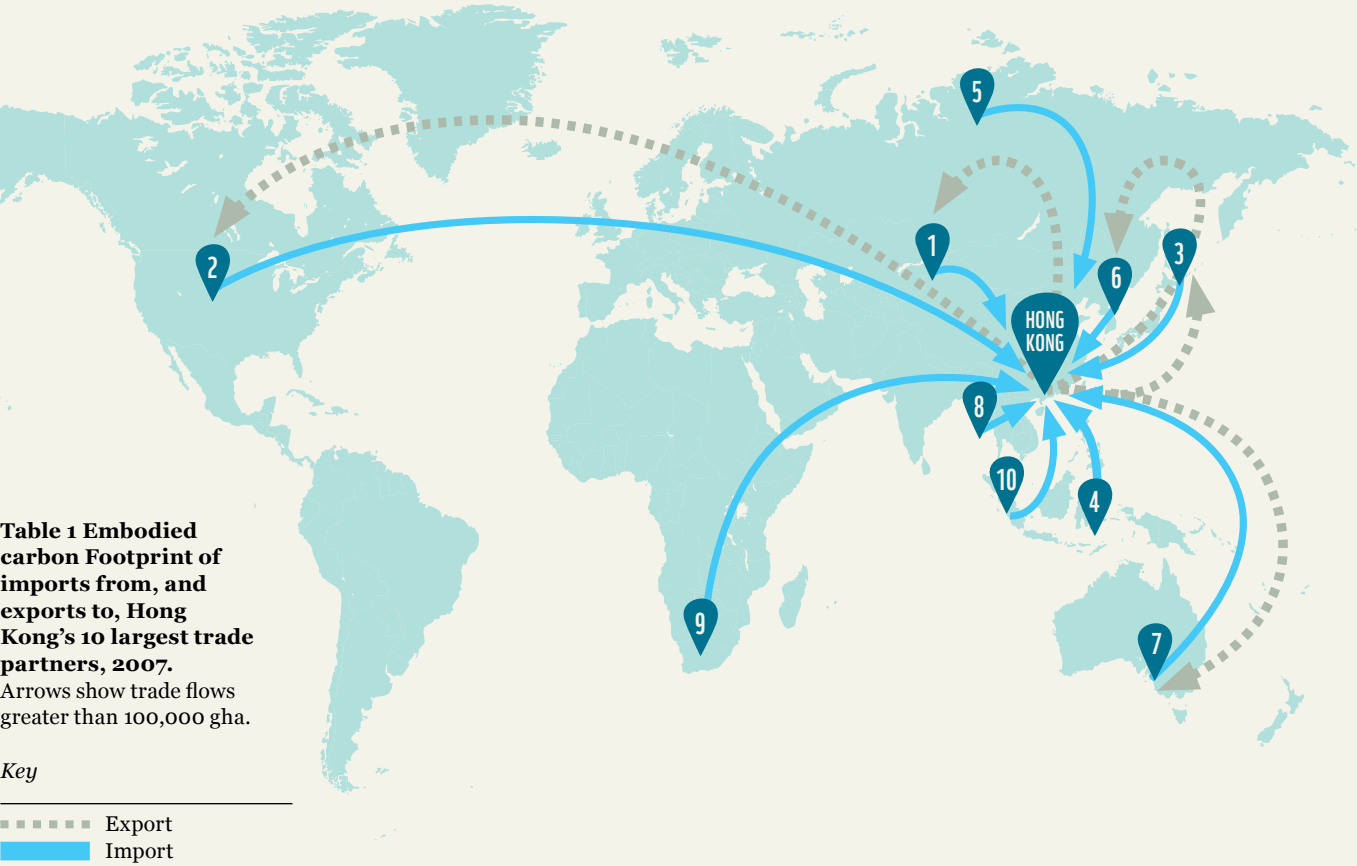 5
1
3
2
6
HONG
KONG
8
10
4
9
7
Table 1 Embodied
carbon Footprint of
imports from, and
exports to, Hong
Kong's 10 largest trade
partners, 2007.
Arrows show trade flows
greater than 100,000 gha.
Key
Export
Import